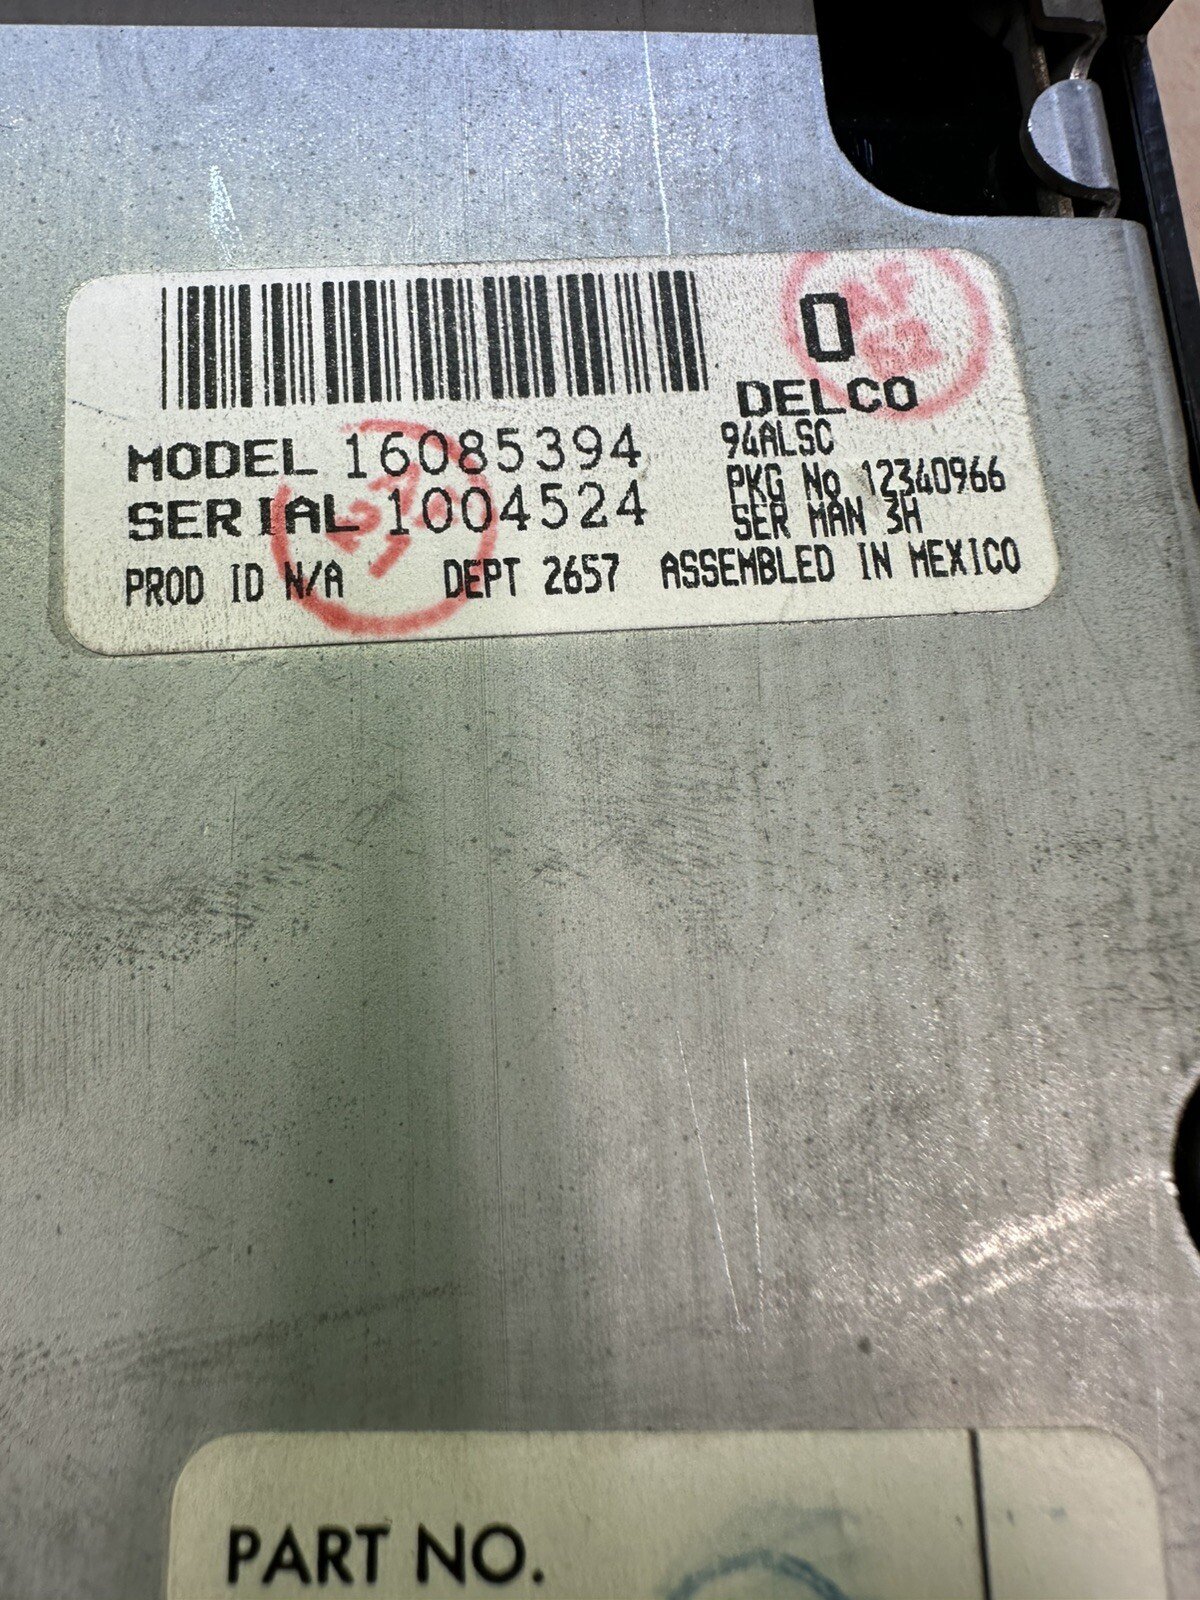 0
DELCO
MODEL 16085394
94ALSC
SERIAL 1004524
PKG No 12340966
SER MAN 3H
PROD ID N/A DEPT 2657 ASSEMBLED IN MEXICO
PART NO.